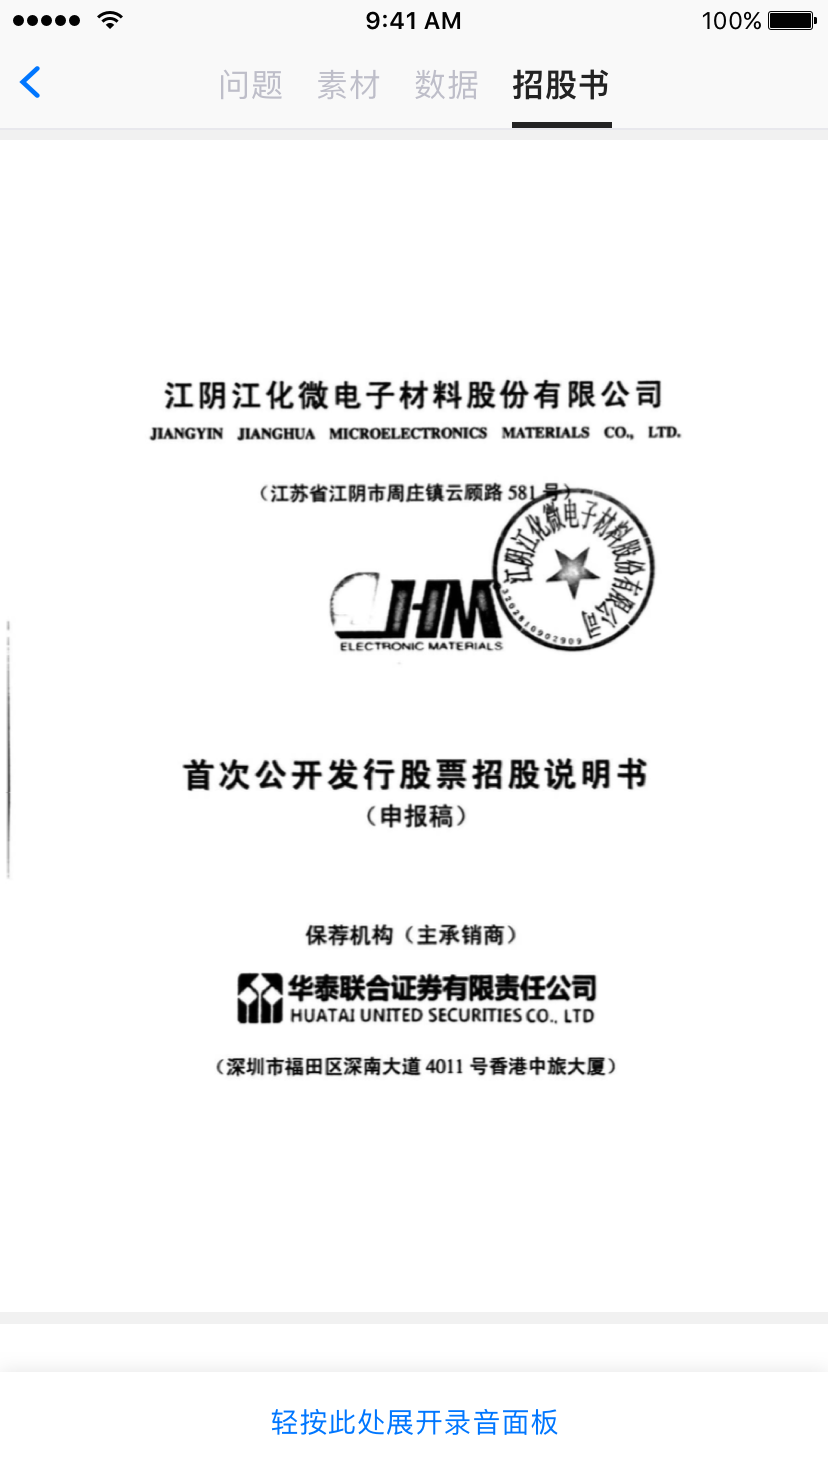 9:41 AM 100%
问题 素材 数据 招股书
江阴江化微电子材料股份有限公司
JIANGYIN JIANGHUA MICROELECTRONICS MATERIALS CO., LTD.
（江苏省江阴市周庄镇云顾路 581 号）
江阴江化微电子材料股份有限公司
3202810902909
JHM
ELECTRONIC MATERIALS
首次公开发行股票招股说明书
（申报稿）
保荐机构（主承销商）
华泰联合证券有限责任公司
HUATAI UNITED SECURITIES CO., LTD
（深圳市福田区深南大道 4011 号香港中旅大厦）
轻按此处展开录音面板